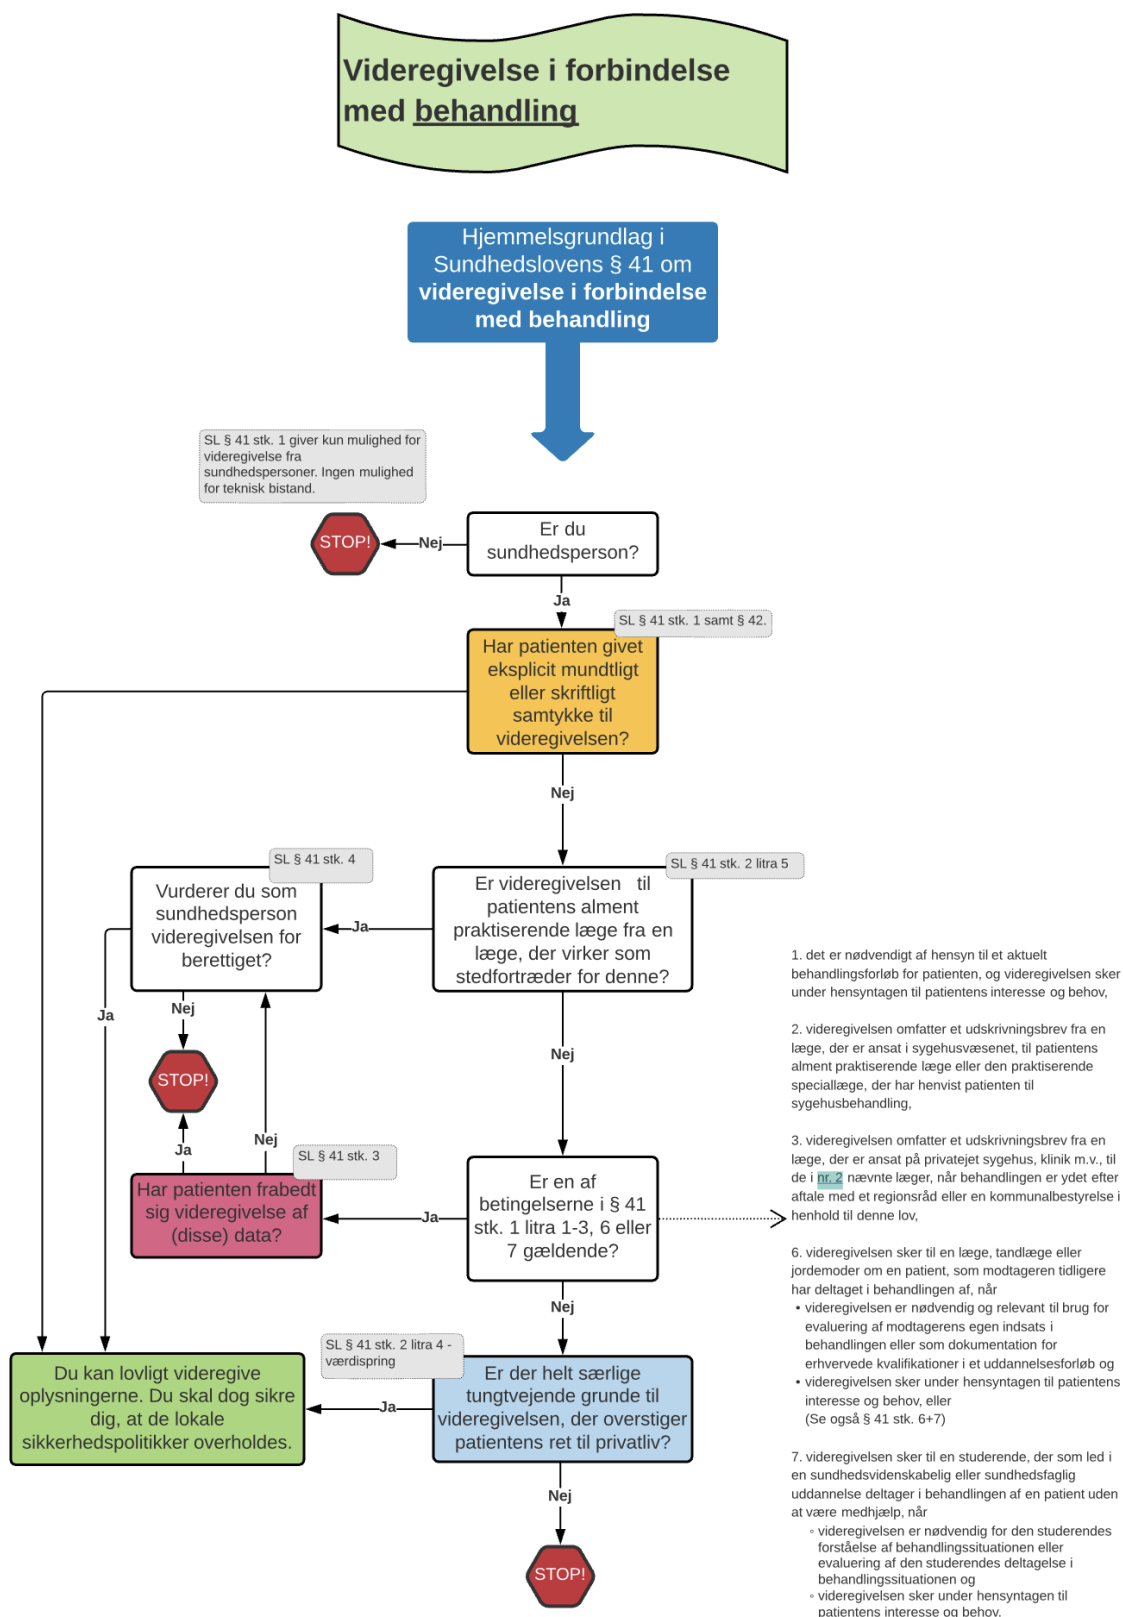 Videregivelse i forbindelse
med behandling
Hjemmelsgrundlag i
Sundhedslovens § 41 om
videregivelse i forbindelse
med behandling
SL § 41 stk. 1 giver kun mulighed for
videregivelse fra
sundhedspersoner. Ingen mulighed
for teknisk bistand.
STOP!
Nej
Er du
sundhedsperson?
Ja
SL § 41 stk. 1 samt § 42.
Har patienten givet
eksplicit mundtligt
eller skriftligt
samtykke til
videregivelsen?
Nej
SL § 41 stk. 4
Vurderer du som
sundhedsperson
videregivelsen for
berettiget?
Ja
SL § 41 stk. 2 litra 5
Er videregivelsen til
patientens alment
praktiserende læge fra en
læge, der virker som
stedfortræder for denne?
Nej
Ja
STOP!
Ja
Nej
Nej
SL § 41 stk. 3
Har patienten frabedt
sig videregivelse af
(disse) data?
Ja
Er en af
betingelserne i § 41
stk. 1 litra 1-3, 6 eller
7 gældende?
Nej
SL § 41 stk. 2 litra 4 -
værdispring
Du kan lovligt videregive
oplysningerne. Du skal dog sikre
dig, at de lokale
sikkerhedspolitikker overholdes.
Ja
Er der helt særlige
tungtvejende grunde til
videregivelsen, der overstiger
patientens ret til privatliv?
Nej
STOP!
1. det er nødvendigt af hensyn til et aktuelt
behandlingsforløb for patienten, og videregivelsen sker
under hensyntagen til patientens interesse og behov,
2. videregivelsen omfatter et udskrivningsbrev fra en
læge, der er ansat i sygehusvæsenet, til patientens
alment praktiserende læge eller den praktiserende
speciallæge, der har henvist patienten til
sygehusbehandling,
3. videregivelsen omfatter et udskrivningsbrev fra en
læge, der er ansat på privatejet sygehus, klinik m.v., til
de i nr. 2 nævnte læger, når behandlingen er ydet efter
aftale med et regionsråd eller en kommunalbestyrelse i
henhold til denne lov,
6. videregivelsen sker til en læge, tandlæge eller
jordemoder om en patient, som modtageren tidligere
har deltaget i behandlingen af, når
• videregivelsen er nødvendig og relevant til brug for
evaluering af modtagerens egen indsats i
behandlingen eller som dokumentation for
erhvervede kvalifikationer i et uddannelsesforløb og
• videregivelsen sker under hensyntagen til patientens
interesse og behov, eller
(Se også § 41 stk. 6+7)
7. videregivelsen sker til en studerende, der som led i
en sundhedsvidenskabelig eller sundhedsfaglig
uddannelse deltager i behandlingen af en patient uden
at være medhjælp, når
◦ videregivelsen er nødvendig for den studerendes
forståelse af behandlingssituationen eller
evaluering af den studerendes deltagelse i
behandlingssituationen og
◦ videregivelsen sker under hensyntagen til
patientens interesse og behov.